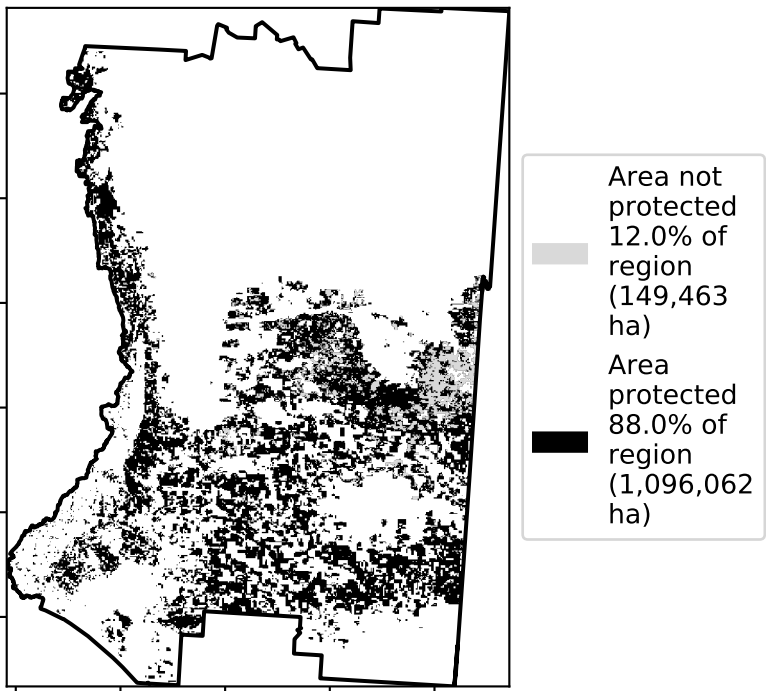 Area not
protected
12.0% of
region
(149,463
ha)
Area
protected
88.0% of
region
(1,096,062
ha)